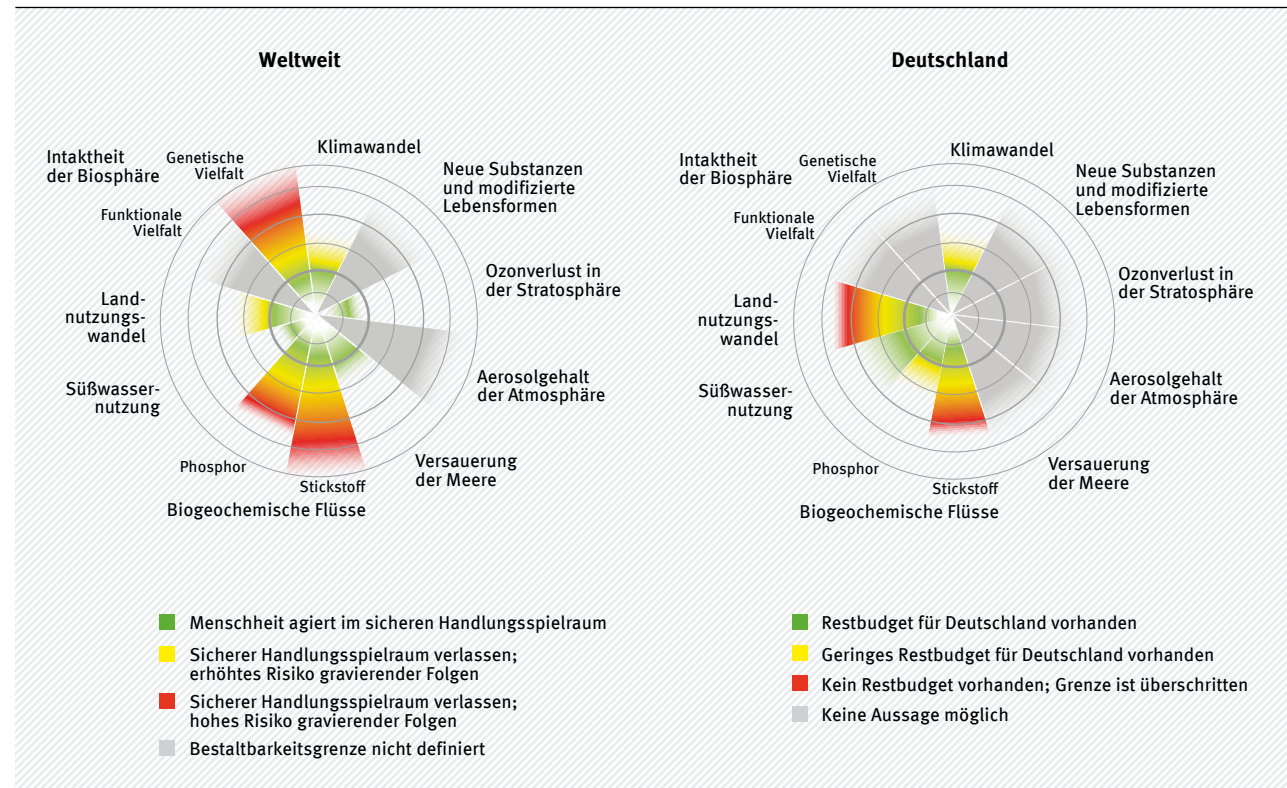 Weltweit
Klimawandel
Intaktheit
der Biosphäre
Genetische
Vielfalt
Neue Substanzen
und modifizierte
Lebensformen
Funktionale
Vielfalt
Ozonverlust in
der Stratosphäre
Land-
nutzungs-
wandel
Aerosolgehalt
der Atmosphäre
Süßwasser-
nutzung
Versauerung
der Meere
Phosphor
Stickstoff
Biogeochemische Flüsse
Menschheit agiert im sicheren Handlungsspielraum
Sicherer Handlungsspielraum verlassen;
erhöhtes Risiko gravierender Folgen
Sicherer Handlungsspielraum verlassen;
hohes Risiko gravierender Folgen
Bestaltbarkeitsgrenze nicht definiert
Deutschland
Klimawandel
Intaktheit
der Biosphäre
Genetische
Vielfalt
Neue Substanzen
und modifizierte
Lebensformen
Funktionale
Vielfalt
Ozonverlust in
der Stratosphäre
Land-
nutzungs-
wandel
Aerosolgehalt
der Atmosphäre
Süßwasser-
nutzung
Versauerung
der Meere
Phosphor
Stickstoff
Biogeochemische Flüsse
Restbudget für Deutschland vorhanden
Geringes Restbudget für Deutschland vorhanden
Kein Restbudget vorhanden; Grenze ist überschritten
Keine Aussage möglich